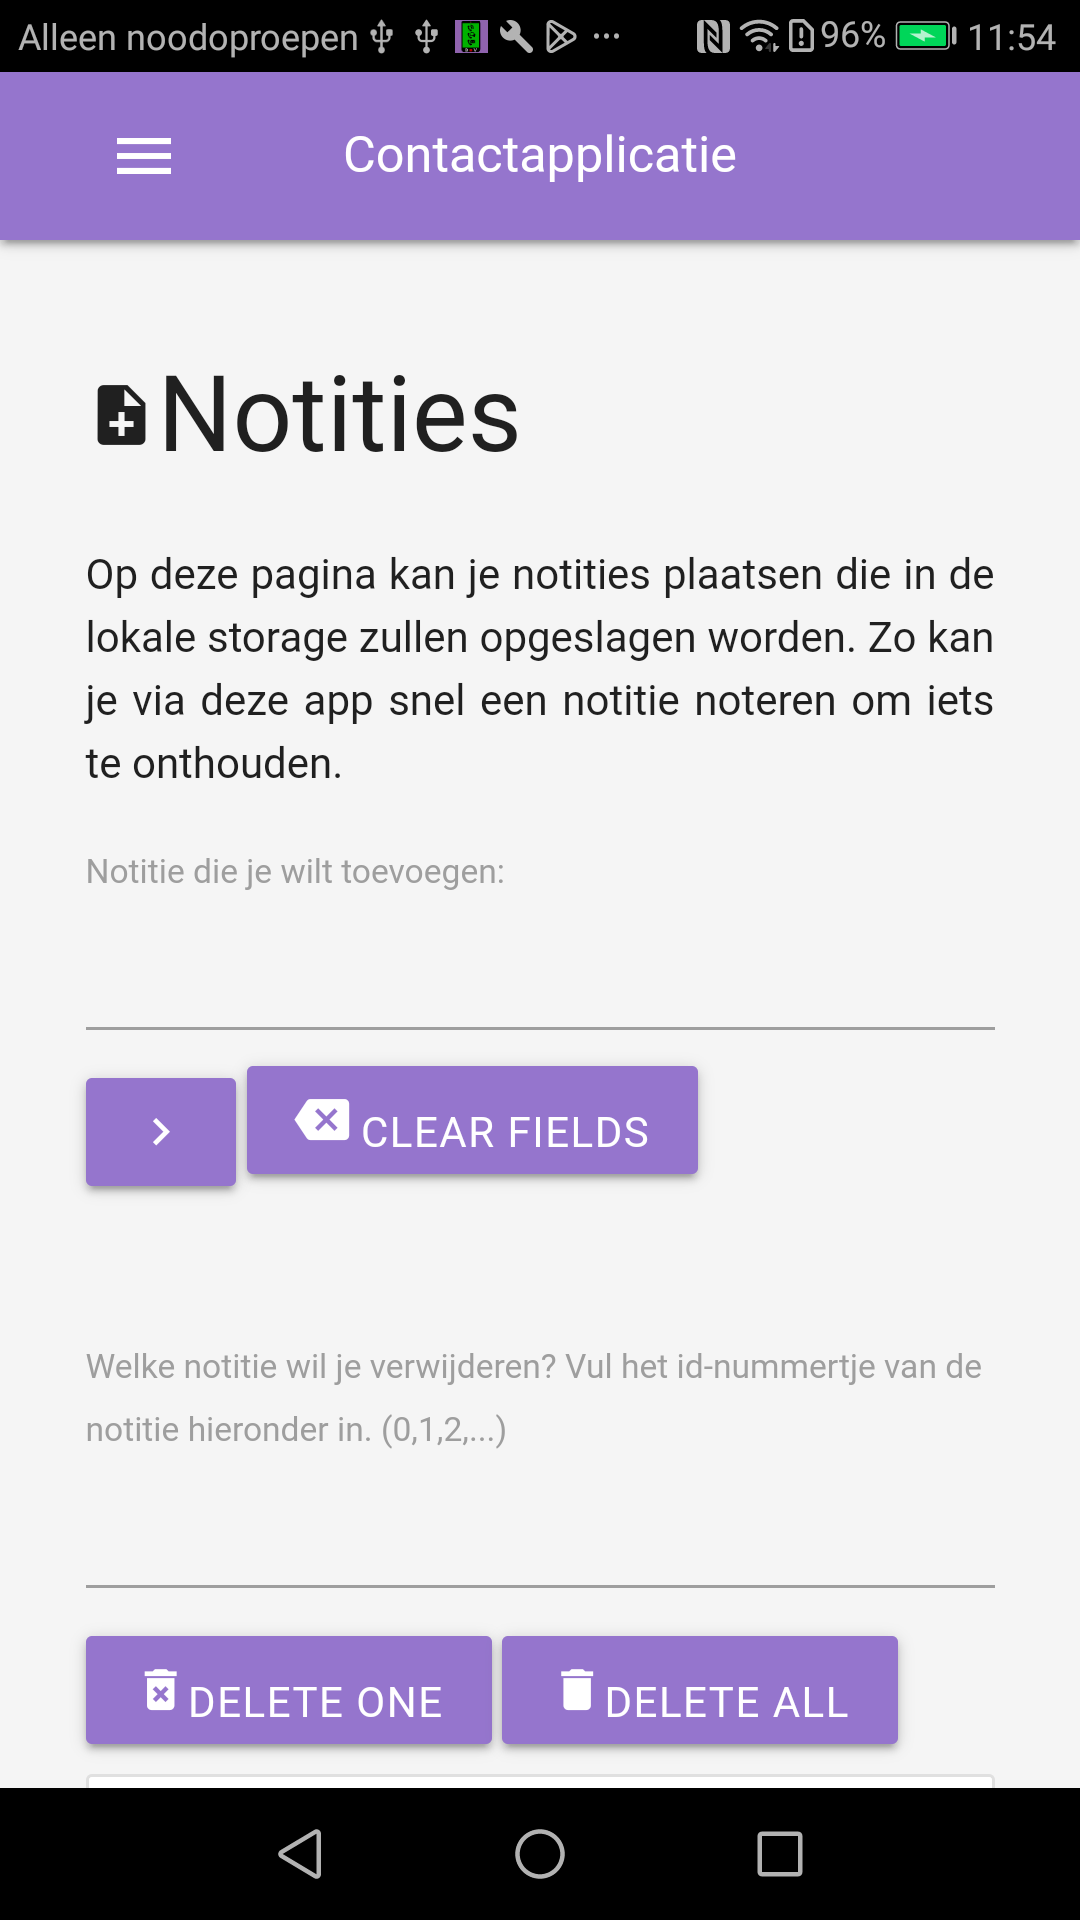 Alleen noodoproepen 96% 11:54
Contactapplicatie
Notities
Op deze pagina kan je notities plaatsen die in de
lokale storage zullen opgeslagen worden. Zo kan
je via deze app snel een notitie noteren om iets
te onthouden.
Notitie die je wilt toevoegen:
CLEAR FIELDS
Welke notitie wil je verwijderen? Vul het id-nummertje van de
notitie hieronder in. (0,1,2,...)
DELETE ONE DELETE ALL